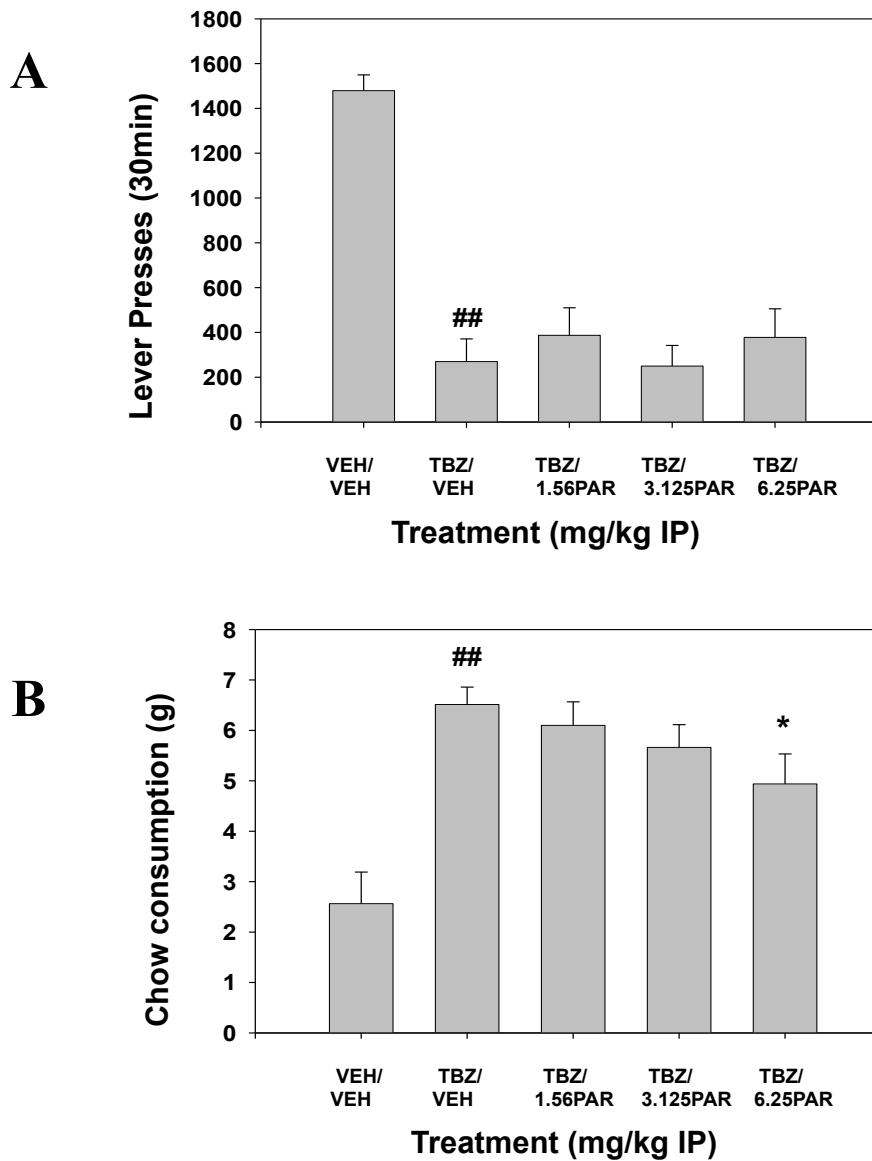 A
Lever Presses (30min)
1800
1600
1400
1200
1000
800
600
400
200
0
##
VEH/ TBZ/ TBZ/ TBZ/ TBZ/
VEH VEH 1.56PAR 3.125PAR 6.25PAR
Treatment (mg/kg IP)
B
Chow consumption (g)
8
7
6
5
4
3
2
1
0
##
*
VEH/ TBZ/ TBZ/ TBZ/ TBZ/
VEH VEH 1.56PAR 3.125PAR 6.25PAR
Treatment (mg/kg IP)